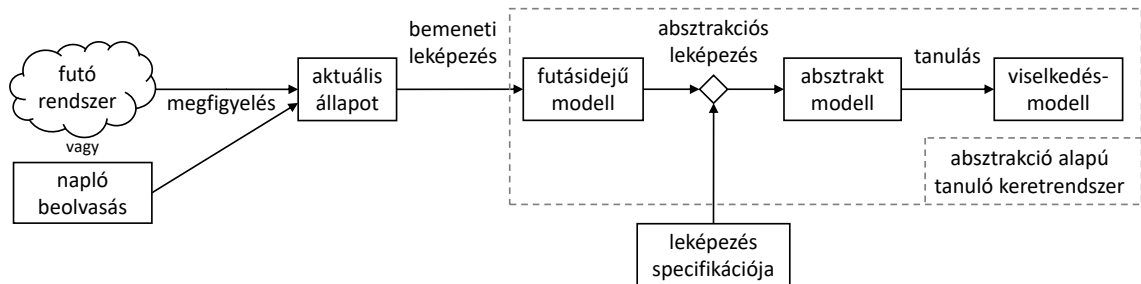 futó
rendszer
vagy
napló
beolvasás
megfigyelés
aktuális
állapot
bemeneti
leképezés
futásidejű
modell
absztrakciós
leképezés
leképezés
specifikációja
absztrakt
modell
tanulás
viselkedés-
modell
absztrakció alapú
tanuló keretrendszer